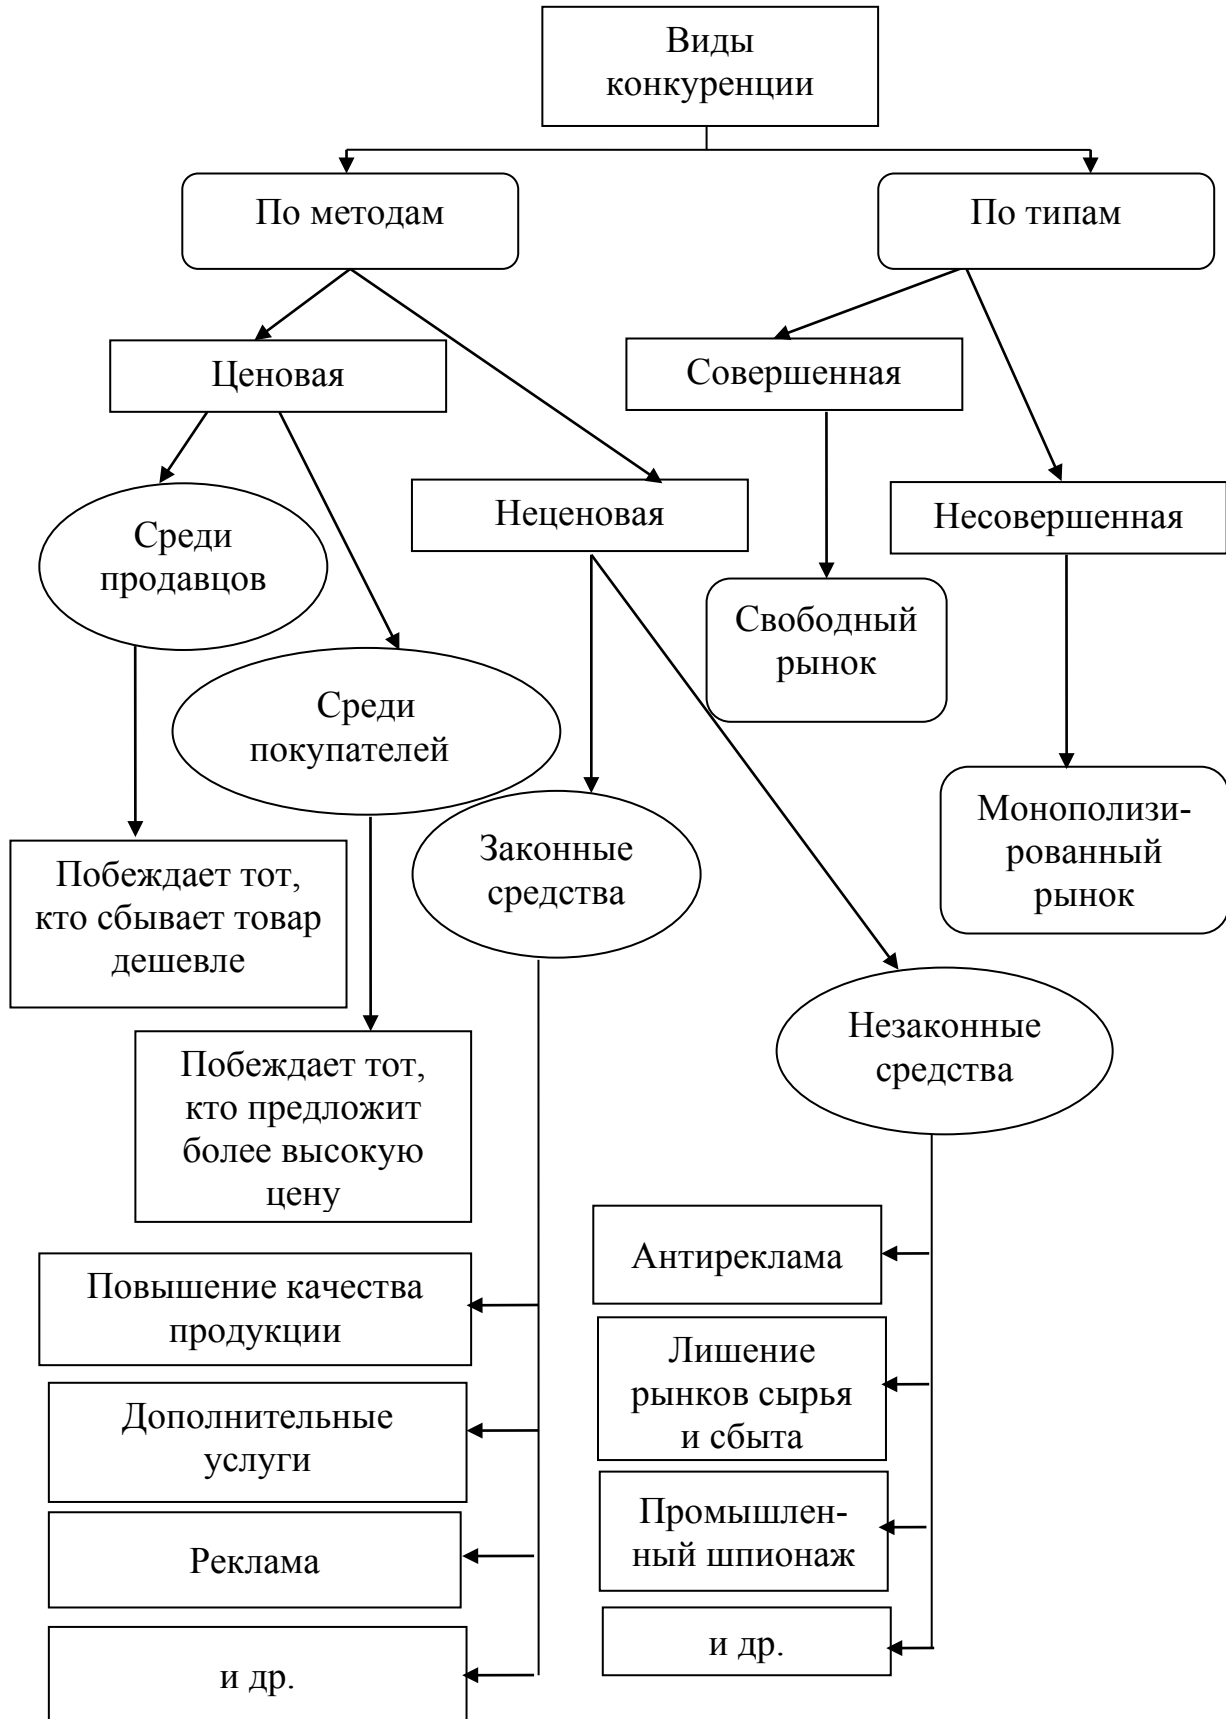 Виды
конкуренции
По методам
По типам
Ценовая
Совершенная
Неценовая
Несовершенная
Среди
продавцов
Свободный
рынок
Среди
покупателей
Монополизи-
рованный
рынок
Законные
средства
Побеждает тот,
кто сбывает товар
дешевле
Незаконные
средства
Побеждает тот,
кто предложит
более высокую
цену
Антиреклама
Повышение качества
продукции
Лишение
рынков сырья
и сбыта
Дополнительные
услуги
Промышлен-
ный шпионаж
Реклама
и др.
и др.